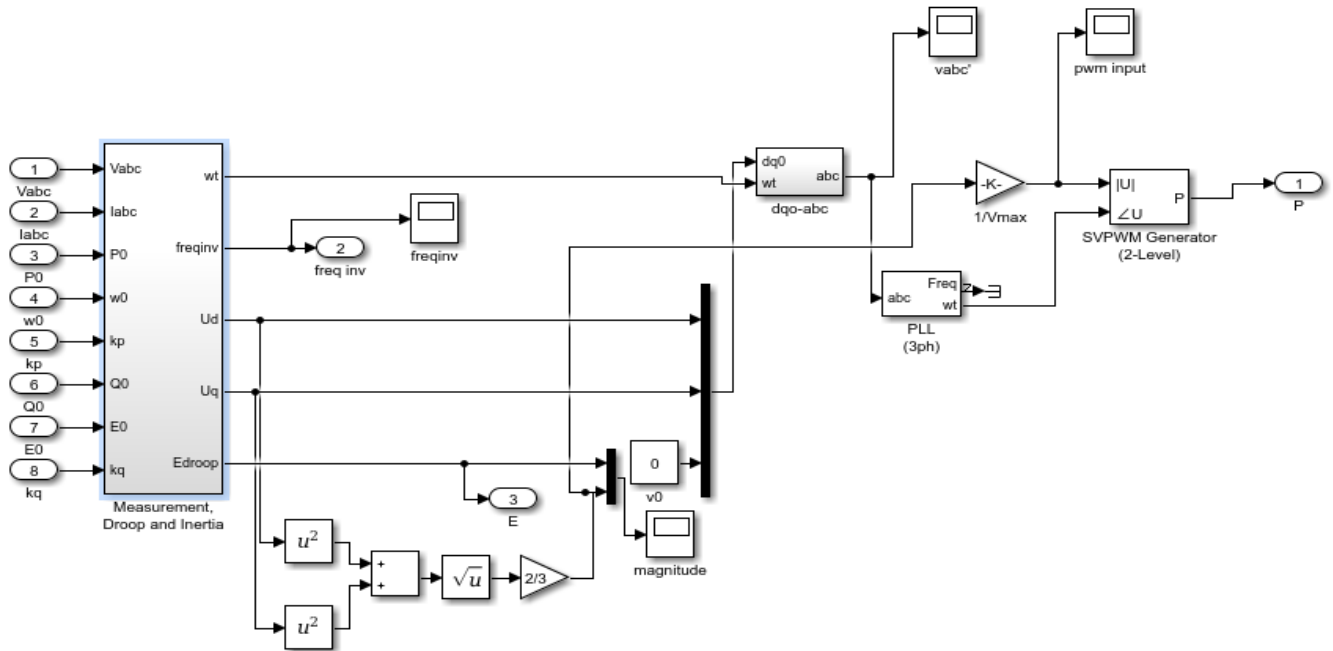 vabc'
pwm input
1
Vabc
2
Iabc
3
P0
4
w0
5
kp
6
Q0
7
E0
8
kq
Vabc
Iabc
P0
w0
kp
Q0
E0
kq
wt
freqinv
Ud
Uq
Edroop
Measurement,
Droop and Inertia
freqinv
2
freq inv
dq0
wt
abc
dqo-abc
-K-
1/Vmax
|U|
∠U
P
SVPWM Generator
(2-Level)
1
P
abc
Freq
wt
PLL
(3ph)
0
v0
3
E
magnitude
u²
u²
+
+
√u
2/3